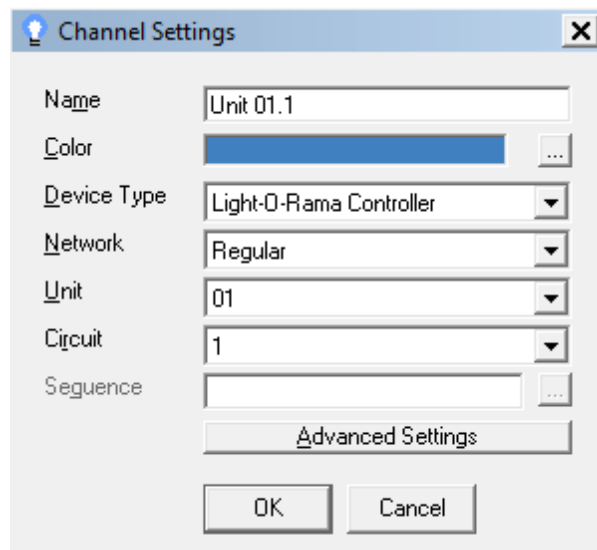 Channel Settings
Name Unit 01.1
Color ...
Device Type Light-O-Rama Controller
Network Regular
Unit 01
Circuit 1
Seguence ...
Advanced Settings
OK Cancel